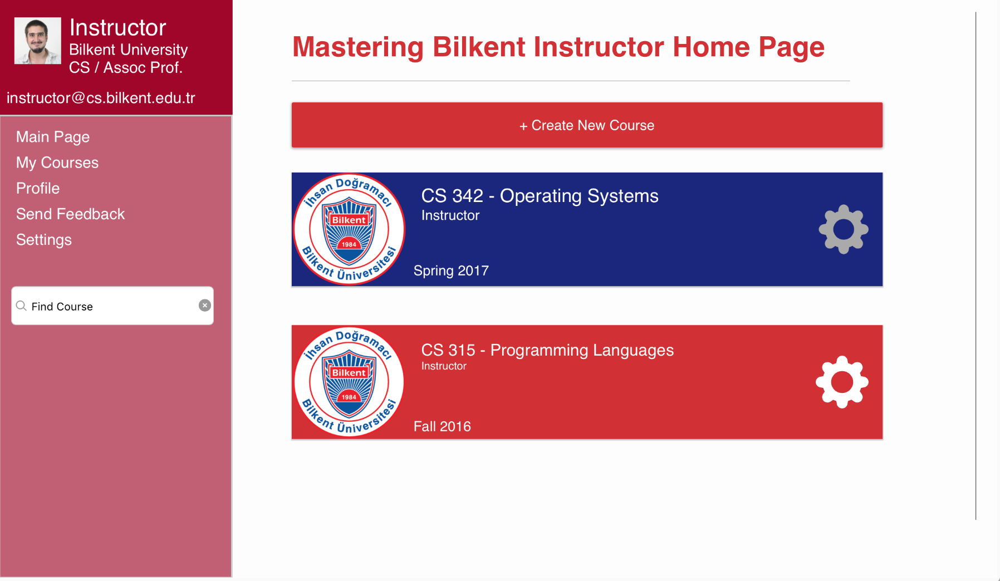 Instructor
Bilkent University
CS / Assoc Prof.
instructor@cs.bilkent.edu.tr
Main Page
My Courses
Profile
Send Feedback
Settings
Find Course
Mastering Bilkent Instructor Home Page
+ Create New Course
İhsan Doğramacı
Bilkent
1984
Bilkent Üniversitesi
CS 342 - Operating Systems
Instructor
Spring 2017
İhsan Doğramacı
Bilkent
1984
Bilkent Üniversitesi
CS 315 - Programming Languages
Instructor
Fall 2016